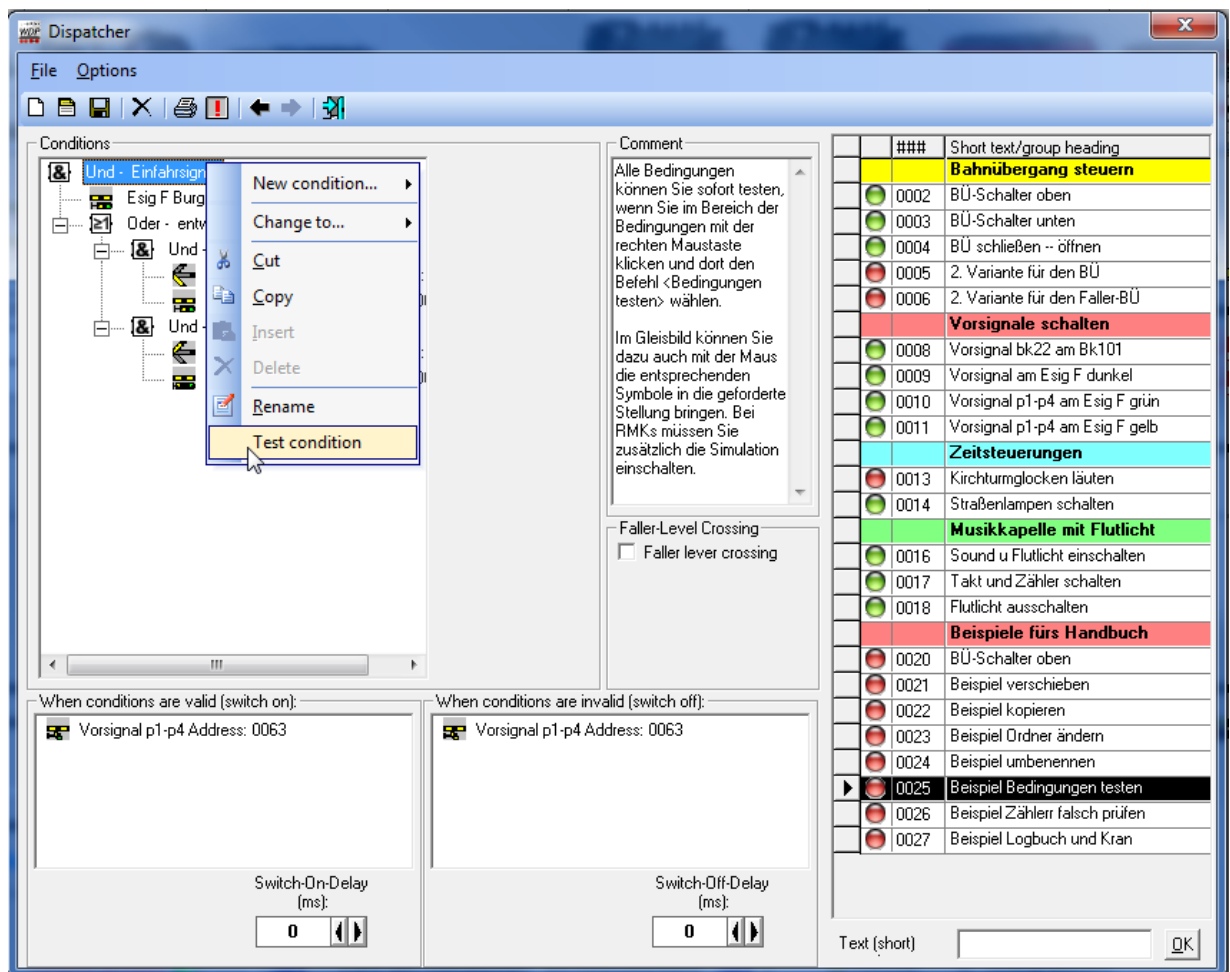 WDP Dispatcher
X
File Options
Conditions
& Und - Einfahrsign
Esig F Burg
≥1 Oder - entw
& Und -
& Und -
New condition...
Change to...
Cut
Copy
Insert
Delete
Rename
Test condition
Comment
Alle Bedingungen
können Sie sofort testen,
wenn Sie im Bereich der
Bedingungen mit der
rechten Maustaste
klicken und dort den
Befehl <Bedingungen
testen> wählen.
Im Gleisbild können Sie
dazu auch mit der Maus
die entsprechenden
Symbole in die geforderte
Stellung bringen. Bei
RMKs müssen Sie
zusätzlich die Simulation
einschalten.
Faller-Level Crossing
Faller lever crossing
When conditions are valid (switch on):
Vorsignal p1-p4 Address: 0063
Switch-On-Delay
(ms):
0
When conditions are invalid (switch off):
Vorsignal p1-p4 Address: 0063
Switch-Off-Delay
(ms):
0
### Short text/group heading
Bahnübergang steuern
0002 BÜ-Schalter oben
0003 BÜ-Schalter unten
0004 BÜ schließen -- öffnen
0005 2. Variante für den BÜ
0006 2. Variante für den Faller-BÜ
Vorsignale schalten
0008 Vorsignal bk22 am Bk101
0009 Vorsignal am Esig F dunkel
0010 Vorsignal p1-p4 am Esig F grün
0011 Vorsignal p1-p4 am Esig F gelb
Zeitsteuerungen
0013 Kirchturmglocken läuten
0014 Straßenlampen schalten
Musikkapelle mit Flutlicht
0016 Sound u Flutlicht einschalten
0017 Takt und Zähler schalten
0018 Flutlicht ausschalten
Beispiele fürs Handbuch
0020 BÜ-Schalter oben
0021 Beispiel verschieben
0022 Beispiel kopieren
0023 Beispiel Ordner ändern
0024 Beispiel umbenennen
0025 Beispiel Bedingungen testen
0026 Beispiel Zählerr falsch prüfen
0027 Beispiel Logbuch und Kran
Text (short)
OK